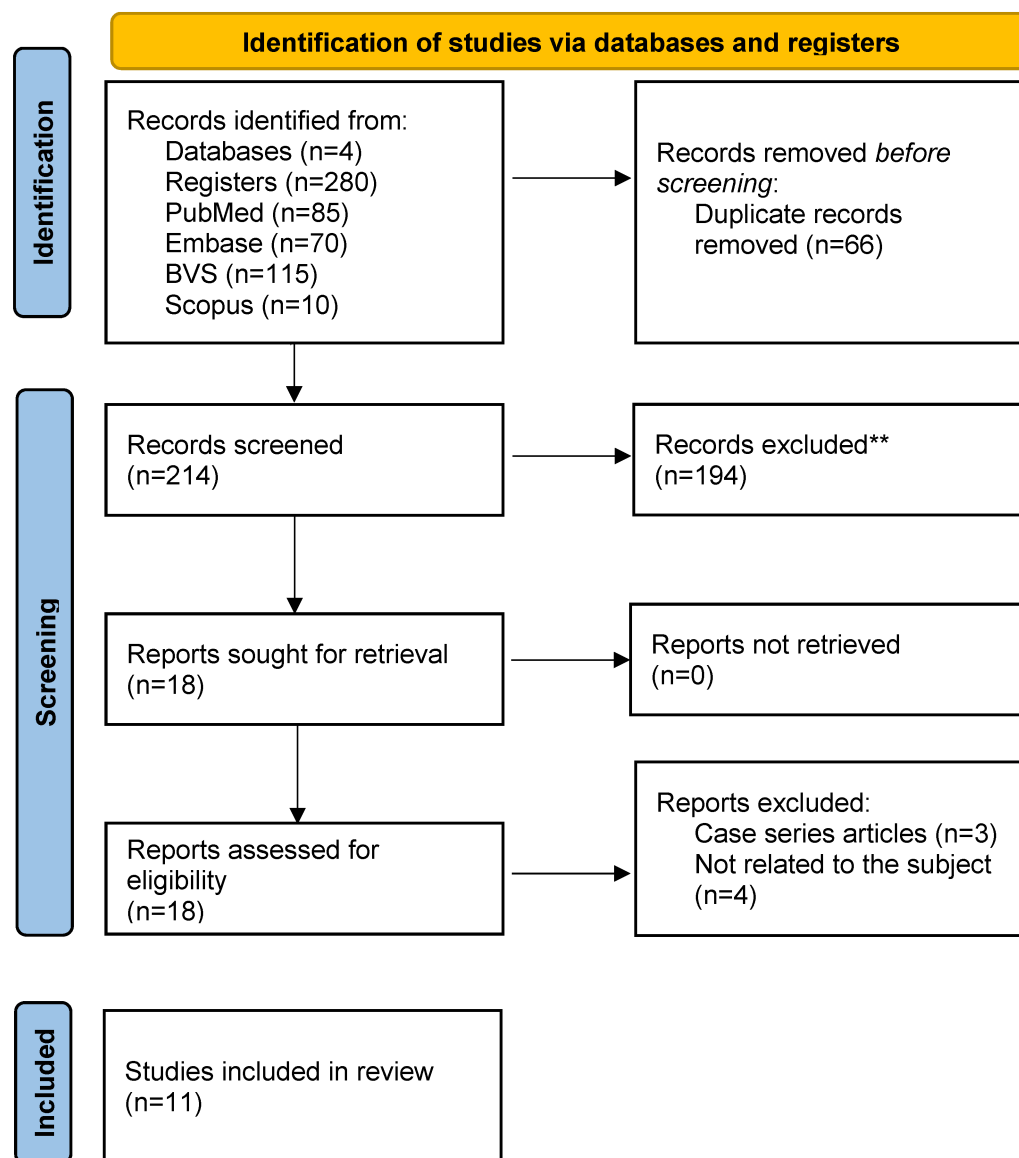 Identification of studies via databases and registers
Identification
Records identified from:
Databases (n=4)
Registers (n=280)
PubMed (n=85)
Embase (n=70)
BVS (n=115)
Scopus (n=10)
Records removed before
screening:
Duplicate records
removed (n=66)
Screening
Records screened
(n=214)
Records excluded**
(n=194)
Reports sought for retrieval
(n=18)
Reports not retrieved
(n=0)
Reports assessed for
eligibility
(n=18)
Reports excluded:
Case series articles (n=3)
Not related to the subject
(n=4)
Included
Studies included in review
(n=11)